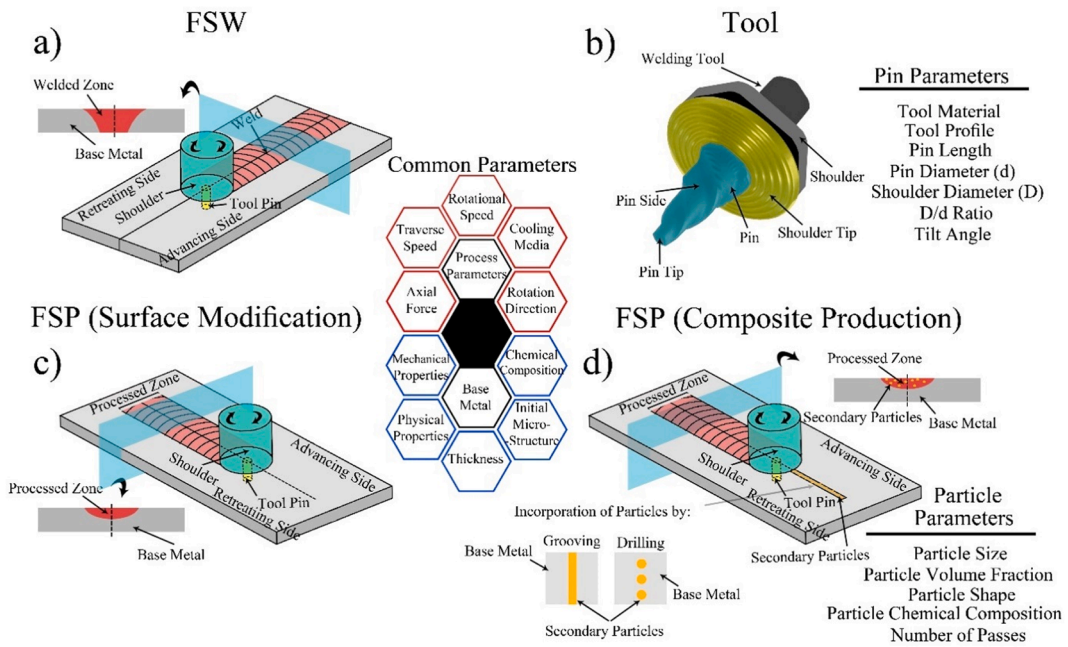 FSW
a)
Welded Zone
Base Metal
Weld
Retreating Side
Shoulder
Tool Pin
Advancing Side
Tool
b)
Welding Tool
Shoulder
Pin Side
Pin
Shoulder Tip
Pin Tip
Pin Parameters
Tool Material
Tool Profile
Pin Length
Pin Diameter (d)
Shoulder Diameter (D)
D/d Ratio
Tilt Angle
Common Parameters
Rotational
Speed
Traverse
Speed
Cooling
Media
Process
Parameters
Axial
Force
Rotation
Direction
Mechanical
Properties
Chemical
Composition
Base
Metal
Physical
Properties
Initial
Micro-
Structure
Thickness
FSP (Surface Modification)
c)
Processed Zone
Advancing Side
Shoulder
Tool Pin
Retreating Side
Processed Zone
Base Metal
FSP (Composite Production)
d)
Processed Zone
Processed Zone
Secondary Particles
Base Metal
Advancing Side
Shoulder
Tool Pin
Retreating Side
Incorporation of Particles by:
Secondary Particles
Grooving
Drilling
Base Metal
Base Metal
Secondary Particles
Particle
Parameters
Particle Size
Particle Volume Fraction
Particle Shape
Particle Chemical Composition
Number of Passes